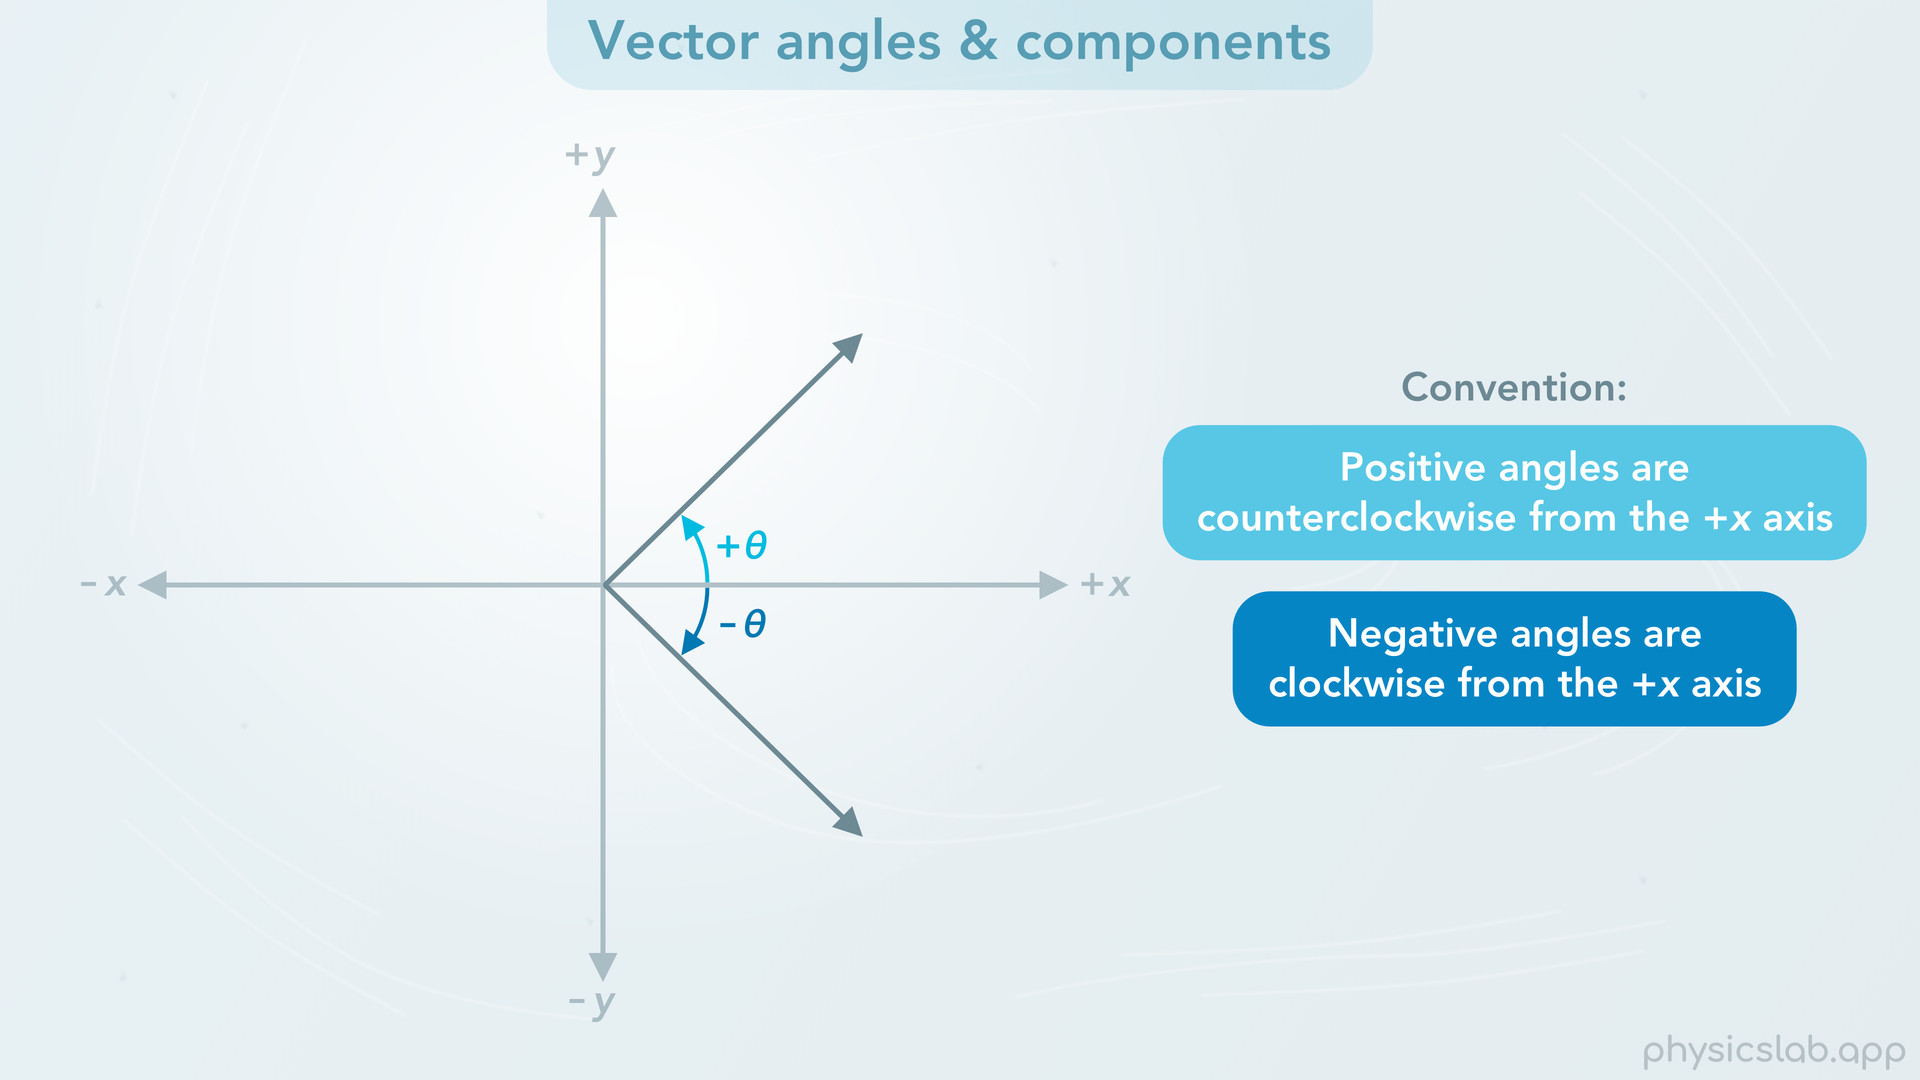 Vector angles & components
+y
Convention:
Positive angles are
counterclockwise from the +x axis
+θ
-x
+x
-θ
Negative angles are
clockwise from the +x axis
-y
physicslab.app